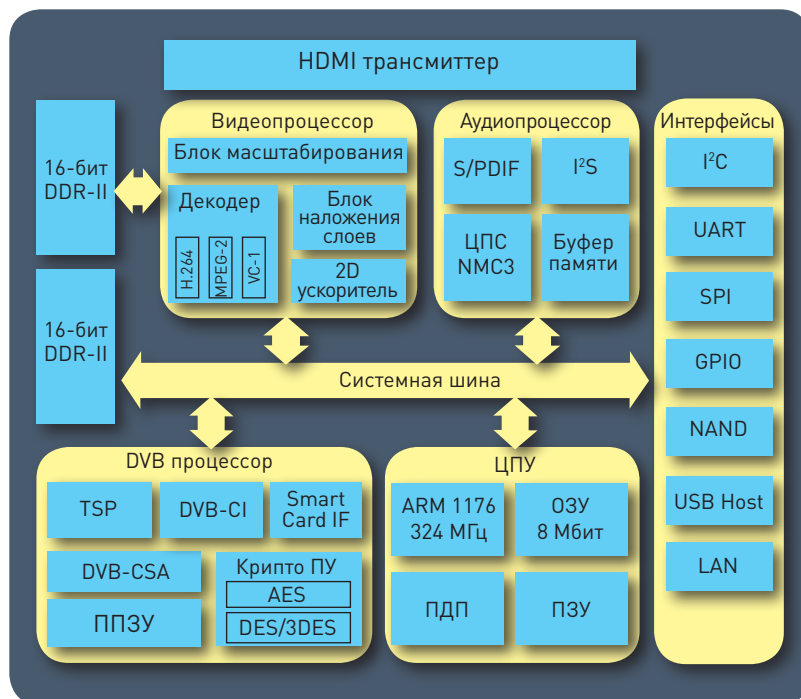 HDMI трансмиттер
16-бит
DDR-II
16-бит
DDR-II
Видеопроцессор
Блок масштабирования
Декодер
H.264
MPEG-2
VC-1
Блок
наложения
слоев
2D
ускоритель
Аудиопроцессор
S/PDIF
I²S
ЦПС
NMC3
Буфер
памяти
Интерфейсы
I²C
UART
SPI
GPIO
NAND
USB Host
LAN
Системная шина
DVB процессор
TSP
DVB-CI
Smart
Card IF
DVB-CSA
ППЗУ
Крипто ПУ
AES
DES/3DES
ЦПУ
ARM 1176
324 МГц
ОЗУ
8 Мбит
ПДП
ПЗУ